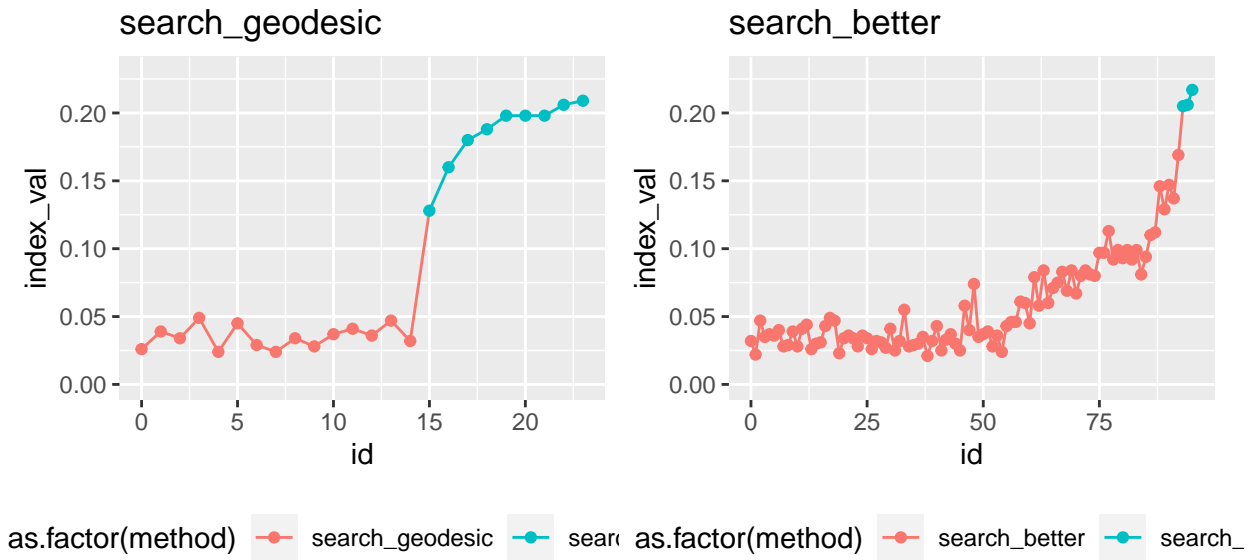 search_geodesic
index_val
0.20
0.15
0.10
0.05
0.00
0 5 10 15 20
id
as.factor(method) search_geodesic
search_better
index_val
0.20
0.15
0.10
0.05
0.00
0 25 50 75
id
as.factor(method) search_better search_